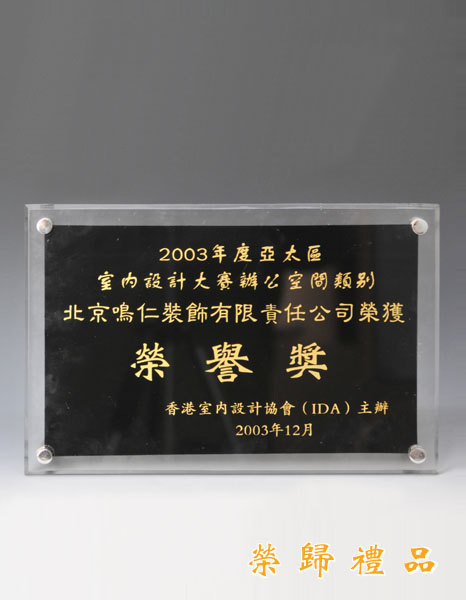 2003年度亞太區
室内設計大賽辦公空間類别
北京鳴仁裝飾有限責任公司榮獲
榮譽獎
香港室内設計協會（IDA）主辦
2003年12月
榮歸禮品